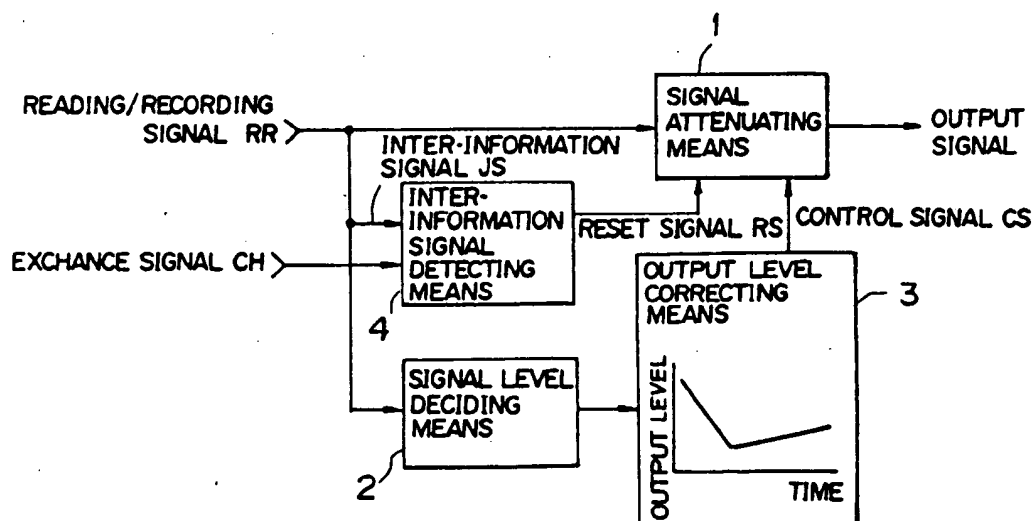 1
READING/RECORDING
SIGNAL RR
SIGNAL
ATTENUATING
MEANS
OUTPUT
SIGNAL
INTER-INFORMATION
SIGNAL JS
INTER-
INFORMATION
SIGNAL
DETECTING
MEANS
RESET SIGNAL RS
CONTROL SIGNAL CS
EXCHANCE SIGNAL CH
4
OUTPUT LEVEL
CORRECTING
MEANS
3
SIGNAL LEVEL
DECIDING
MEANS
2
OUTPUT LEVEL
TIME